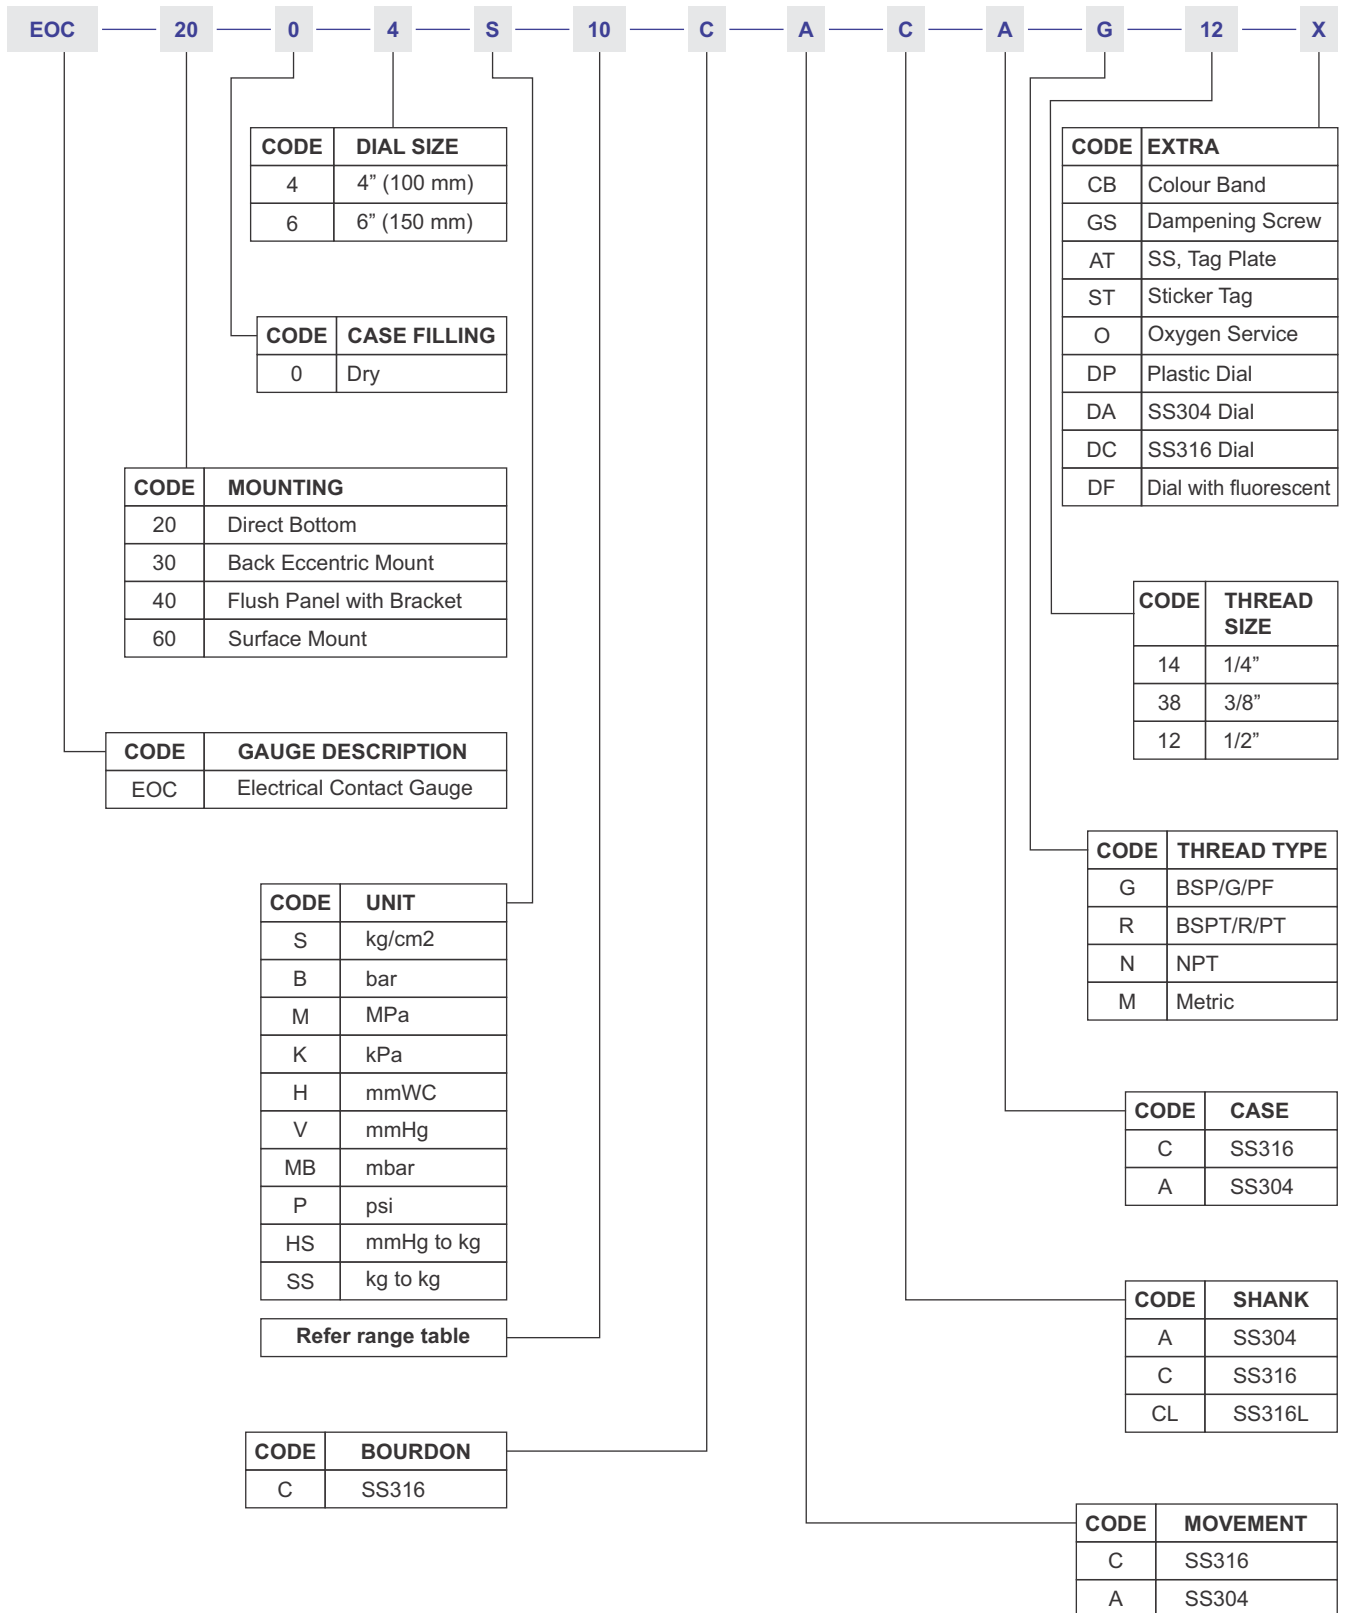 EOC 20 0 4 S 10 C A C A G 12 X
CODE DIAL SIZE
4 4” (100 mm)
6 6” (150 mm)
CODE CASE FILLING
0 Dry
CODE MOUNTING
20 Direct Bottom
30 Back Eccentric Mount
40 Flush Panel with Bracket
60 Surface Mount
CODE GAUGE DESCRIPTION
EOC Electrical Contact Gauge
CODE UNIT
S kg/cm2
B bar
M MPa
K kPa
H mmWC
V mmHg
MB mbar
P psi
HS mmHg to kg
SS kg to kg
Refer range table
CODE BOURDON
C SS316
CODE EXTRA
CB Colour Band
GS Dampening Screw
AT SS, Tag Plate
ST Sticker Tag
O Oxygen Service
DP Plastic Dial
DA SS304 Dial
DC SS316 Dial
DF Dial with fluorescent
CODE THREAD
SIZE
14 1/4”
38 3/8”
12 1/2”
CODE THREAD TYPE
G BSP/G/PF
R BSPT/R/PT
N NPT
M Metric
CODE CASE
C SS316
A SS304
CODE SHANK
A SS304
C SS316
CL SS316L
CODE MOVEMENT
C SS316
A SS304